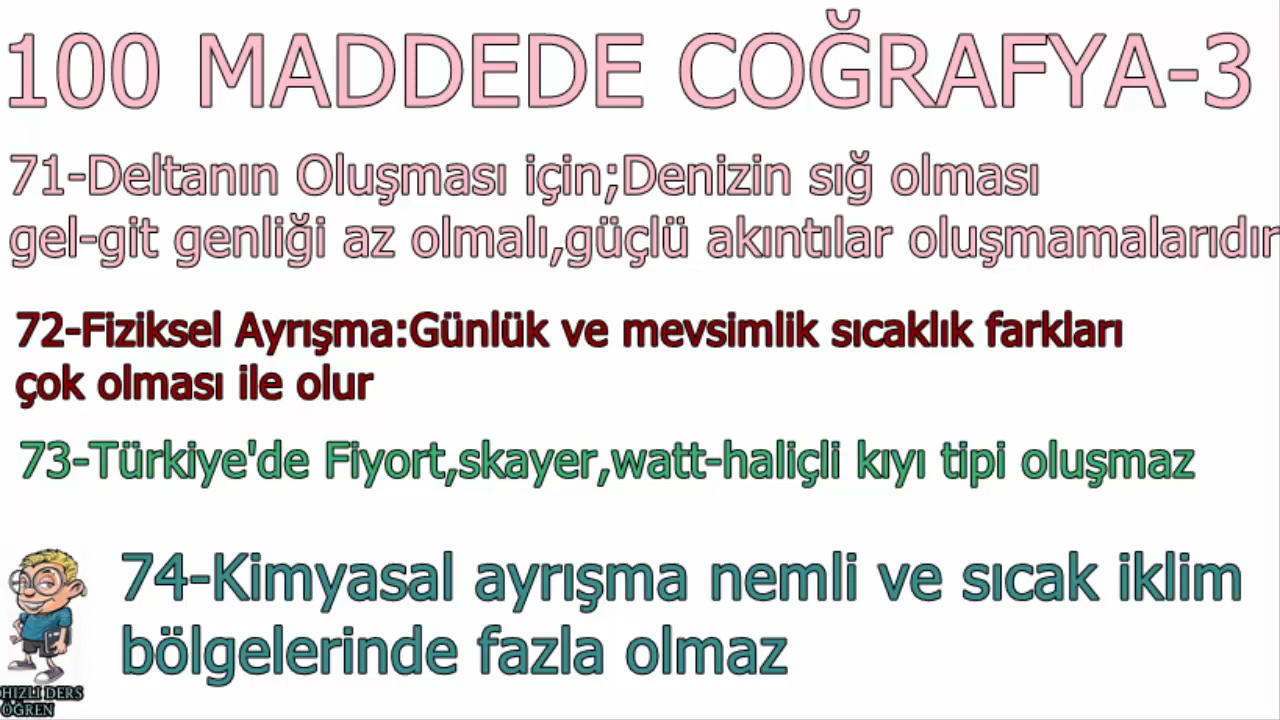 100 MADDEDE COĞRAFYA-3
71-Deltanın Oluşması için;Denizin sığ olması
gel-git genliği az olmalı,güçlü akıntılar oluşmamalarıdır
72-Fiziksel Ayrışma:Günlük ve mevsimlik sıcaklık farkları
çok olması ile olur
73-Türkiye'de Fiyort,skayer,watt-haliçli kıyı tipi oluşmaz
74-Kimyasal ayrışma nemli ve sıcak iklim
bölgelerinde fazla olmaz
HIZLI DERS
ÖĞREN